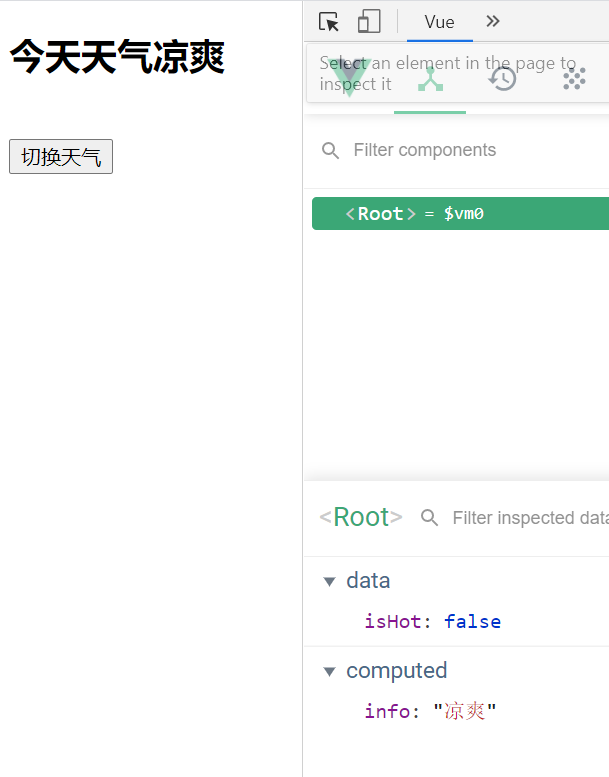 今天天气凉爽
切换天气
Vue
Select an element in the page to
inspect it
Filter components
<Root> = $vm0
<Root>
Filter inspected data
data
isHot: false
computed
info: "凉爽"